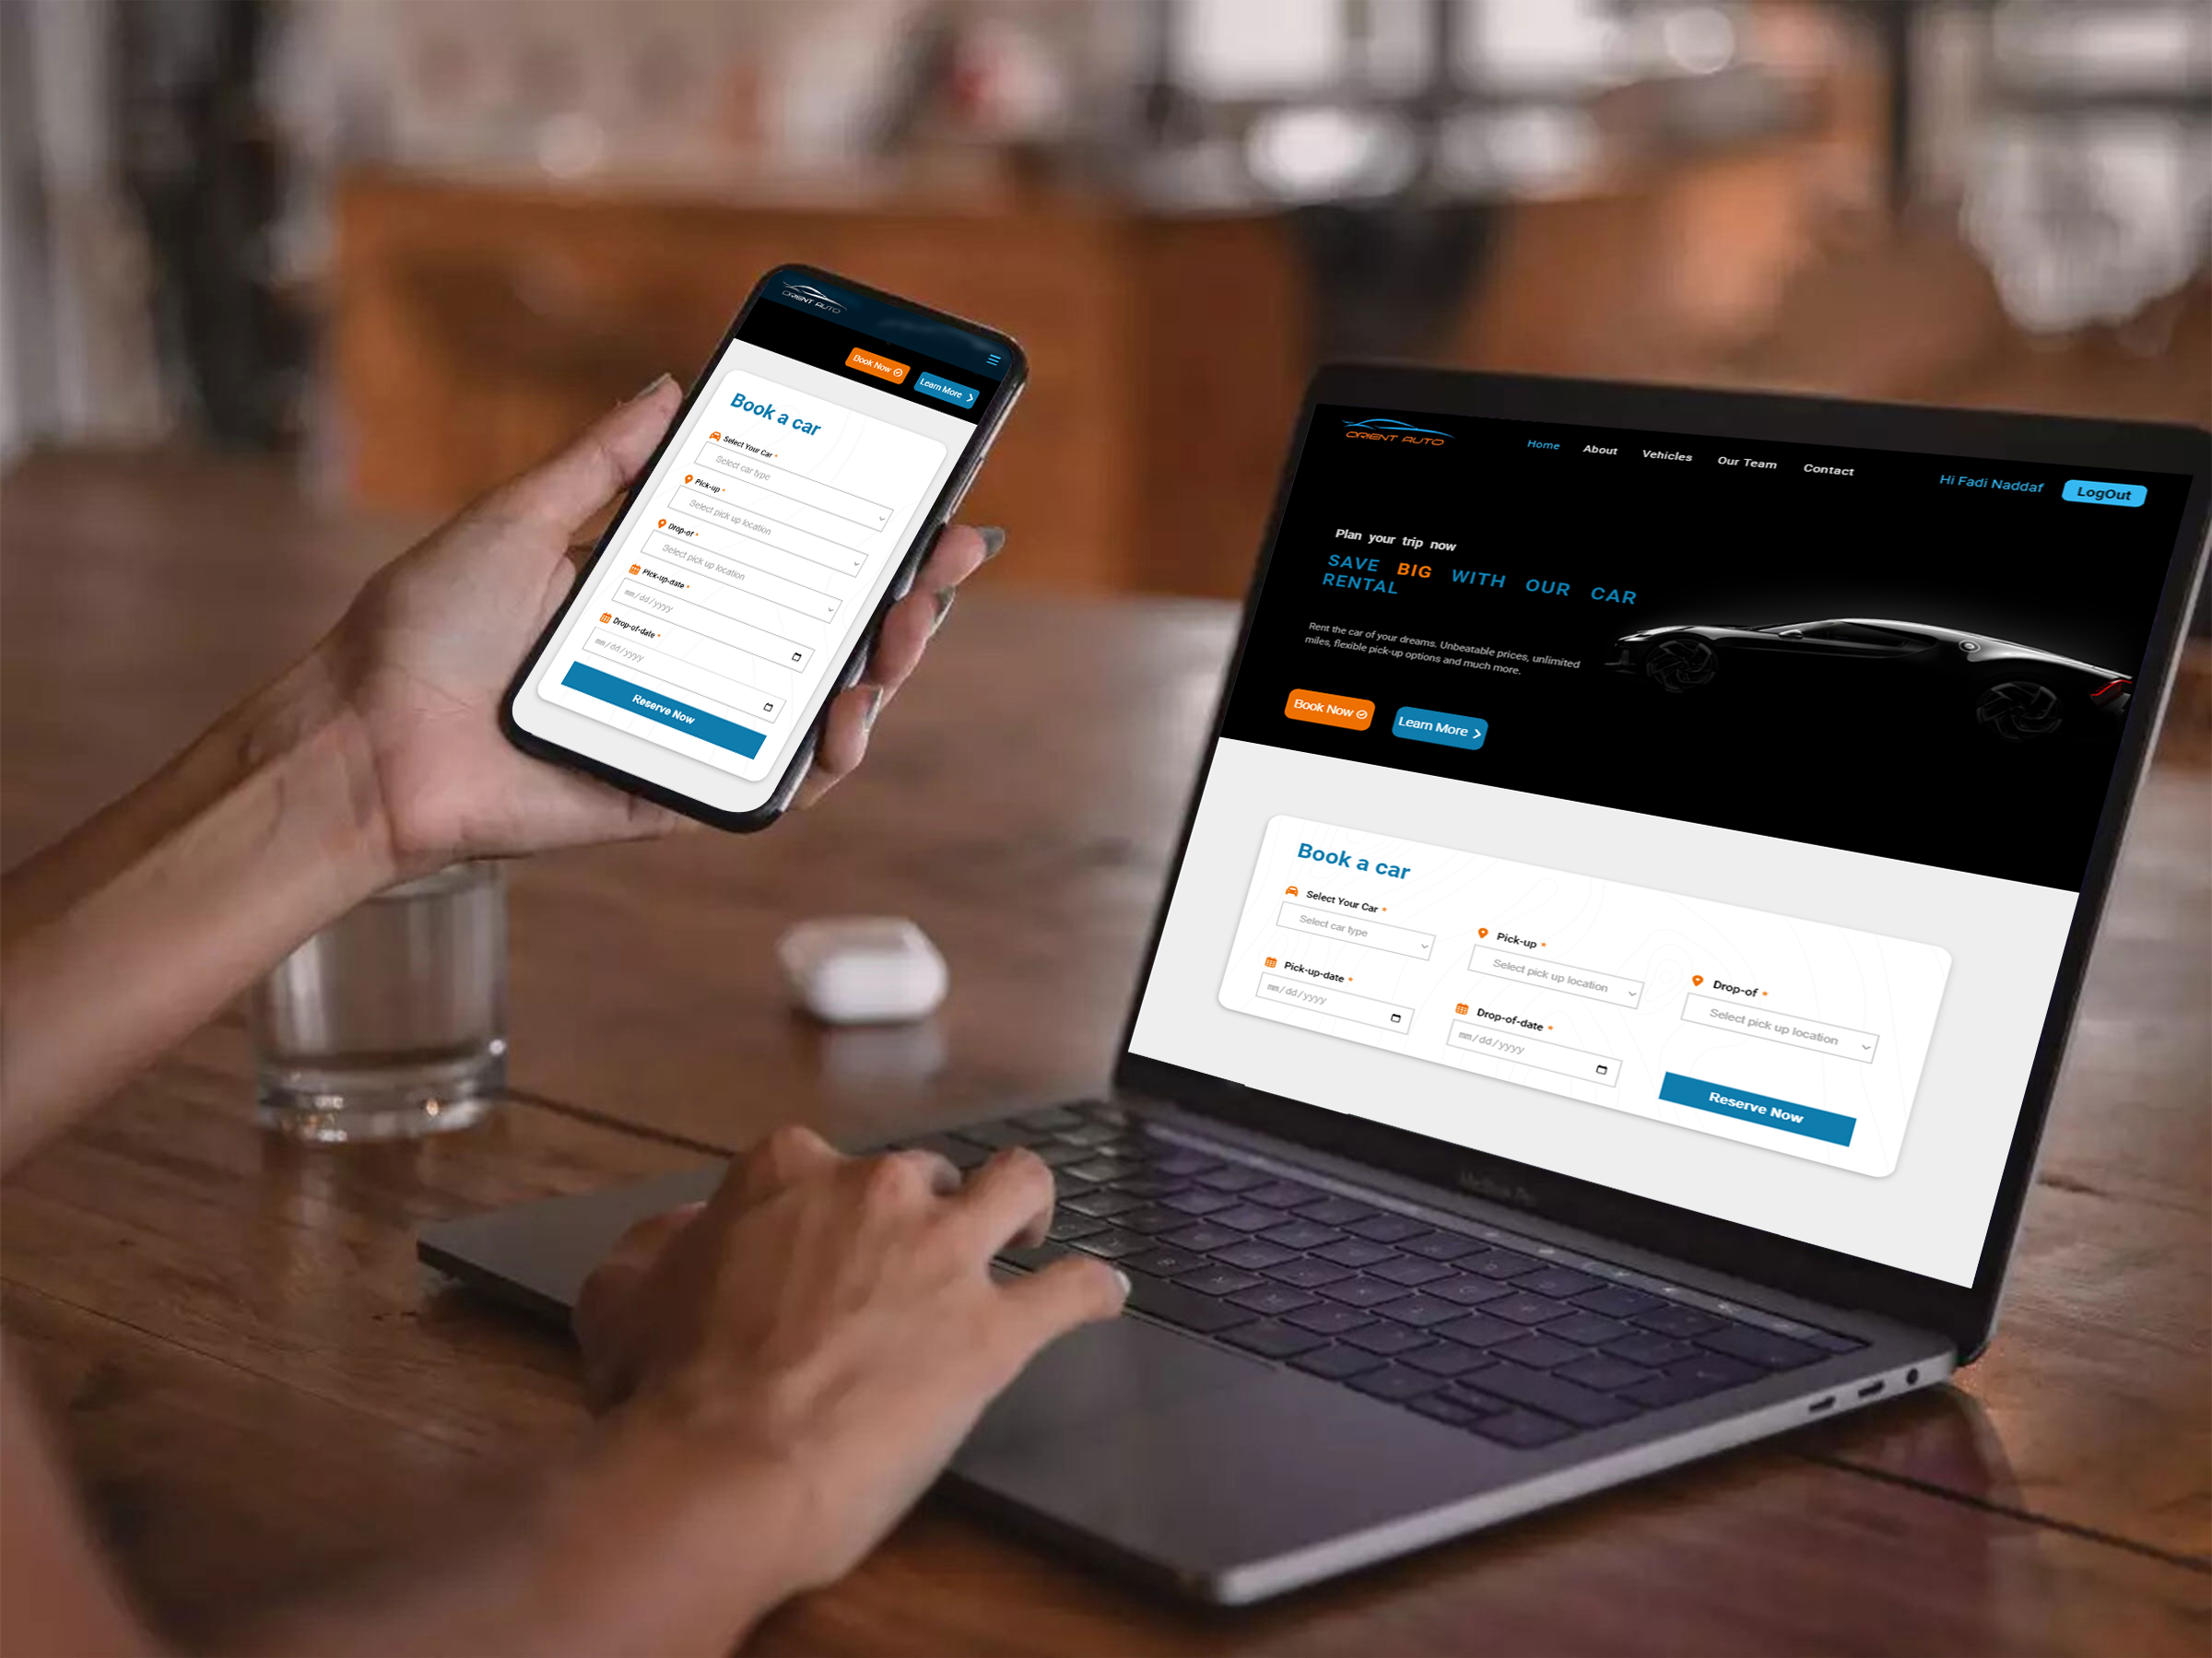 ORIENT AUTO
Book Now
Learn More
Book a car
Select Your Car *
Select car type
Pick-up *
Select pick up location
Drop-of *
Select pick up location
Pick-up-date *
mm/dd/yyyy
Drop-of-date *
mm/dd/yyyy
Reserve Now
ORIENT AUTO
Home About Vehicles Our Team Contact
Hi Fadi Naddaf LogOut
Plan your trip now
SAVE BIG WITH OUR CAR
RENTAL
Rent the car of your dreams. Unbeatable prices, unlimited
miles, flexible pick-up options and much more.
Book Now Learn More
Book a car
Select Your Car * Pick-up * Drop-of *
Select car type Select pick up location Select pick up location
Pick-up-date * Drop-of-date *
mm/dd/yyyy mm/dd/yyyy
Reserve Now